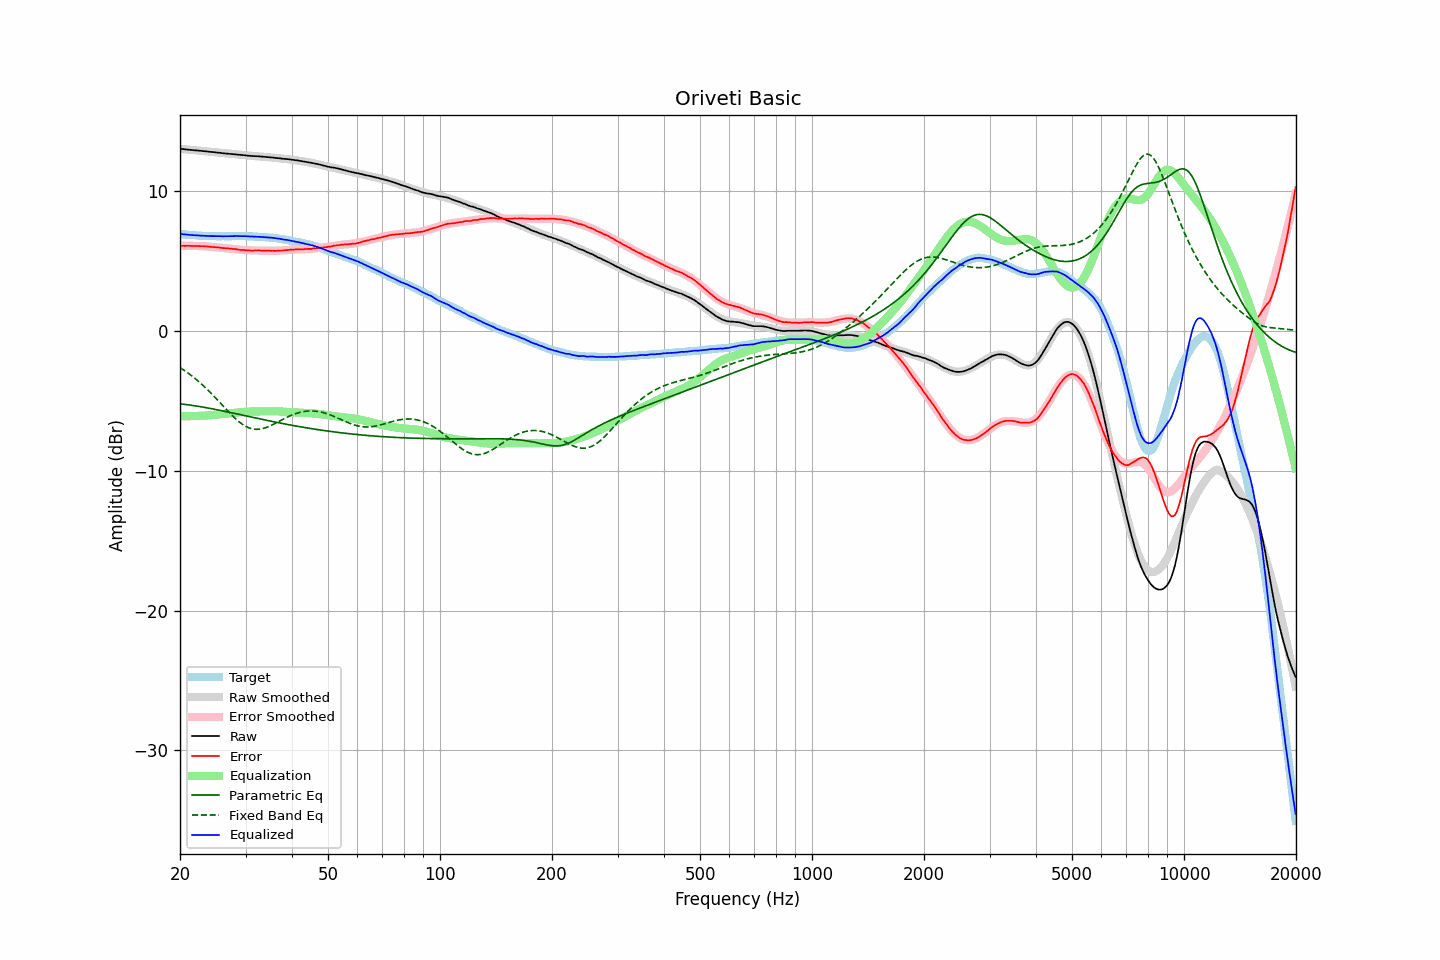 Oriveti Basic
Amplitude (dBr)
10
0
−10
−20
−30
Target
Raw Smoothed
Error Smoothed
Raw
Error
Equalization
Parametric Eq
Fixed Band Eq
Equalized
20 50 100 200 500 1000 2000 5000 10000 20000
Frequency (Hz)